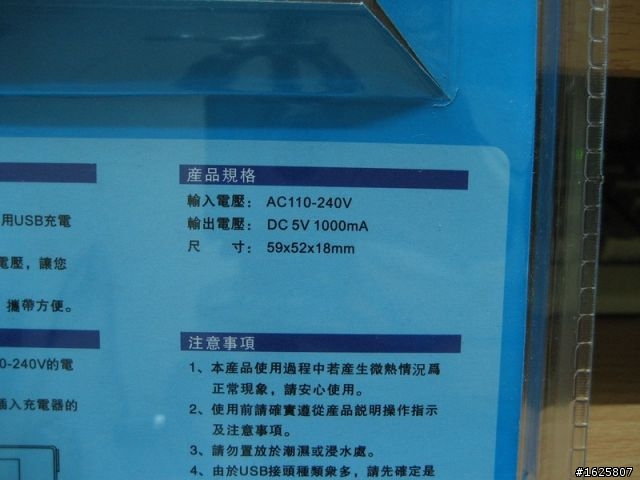 用USB充電
電壓，讓您
攜帶方便。
0-240V的電
插入充電器的
産品規格
輸入電壓： AC110-240V
輸出電壓： DC 5V 1000mA
尺 寸： 59x52x18mm
注意事項
1、本産品使用過程中若産生微熱情況爲
正常現象，請安心使用。
2、使用前請確實遵從産品説明操作指示
及注意事項。
3、請勿置放於潮濕或浸水處。
4、由於USB接頭種類衆多，請先確定是
#1625807